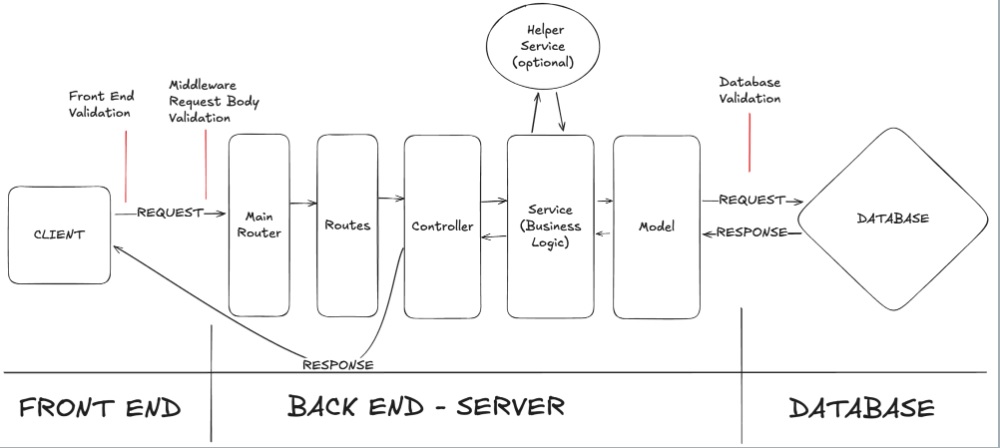 Helper
Service
(optional)
Front End
Validation
Middleware
Request Body
Validation
Database
Validation
CLIENT
REQUEST
Main
Router
Routes
Controller
Service
(Business
Logic)
Model
REQUEST
RESPONSE
DATABASE
RESPONSE
FRONT END
BACK END - SERVER
DATABASE